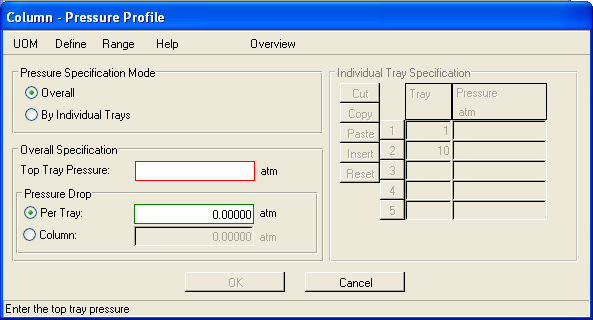 Column - Pressure Profile
UOM Define Range Help Overview
Pressure Specification Mode
Overall
By Individual Trays
Overall Specification
Top Tray Pressure: atm
Pressure Drop
Per Tray: 0.00000 atm
Column: 0.00000 atm
Individual Tray Specification
Cut
Copy
Paste
Insert
Reset
Tray Pressure
atm
1 1
2 10
3
4
5
OK Cancel
Enter the top tray pressure